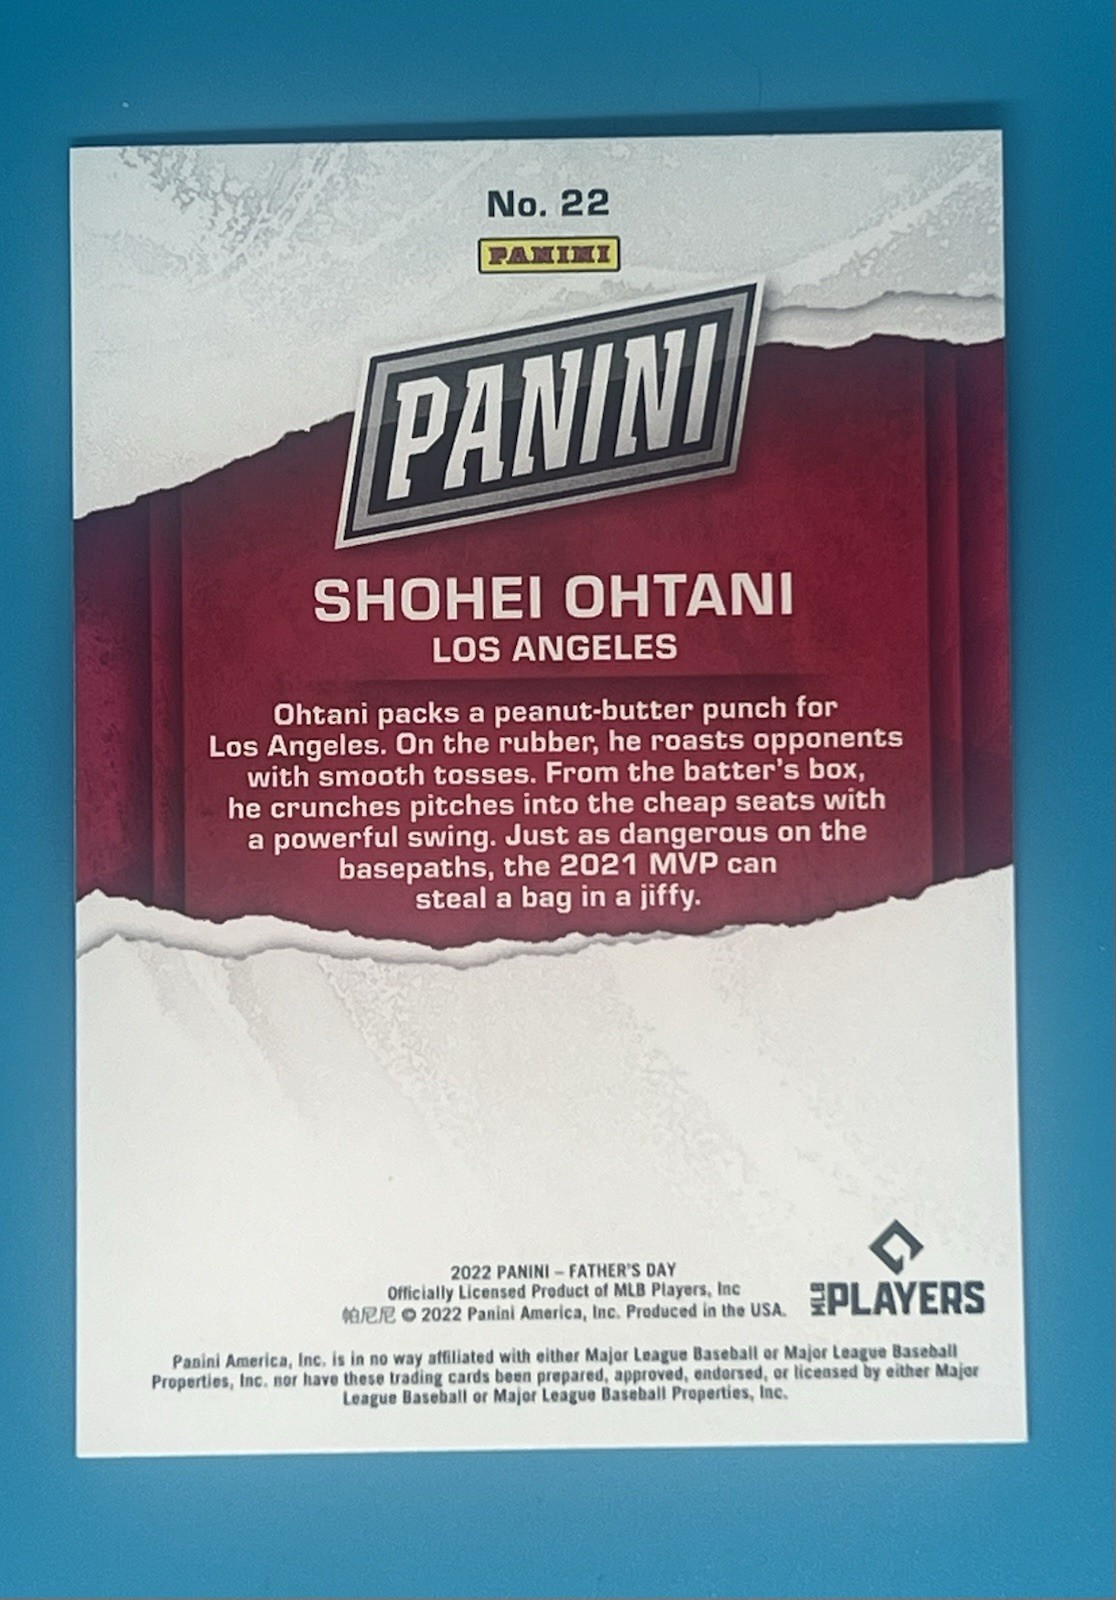 No. 22
PANINI
PANINI
SHOHEI OHTANI
LOS ANGELES
Ohtani packs a peanut-butter punch for
Los Angeles. On the rubber, he roasts opponents
with smooth tosses. From the batter's box,
he crunches pitches into the cheap seats with
a powerful swing. Just as dangerous on the
basepaths, the 2021 MVP can
steal a bag in a jiffy.
2022 PANINI – FATHER'S DAY
Officially Licensed Product of MLB Players, Inc
帕尼尼 © 2022 Panini America, Inc. Produced in the USA.
MLB PLAYERS
Panini America, Inc. is in no way affiliated with either Major League Baseball or Major League Baseball
Properties, Inc. nor have these trading cards been prepared, approved, endorsed, or licensed by either Major
League Baseball or Major League Baseball Properties, Inc.